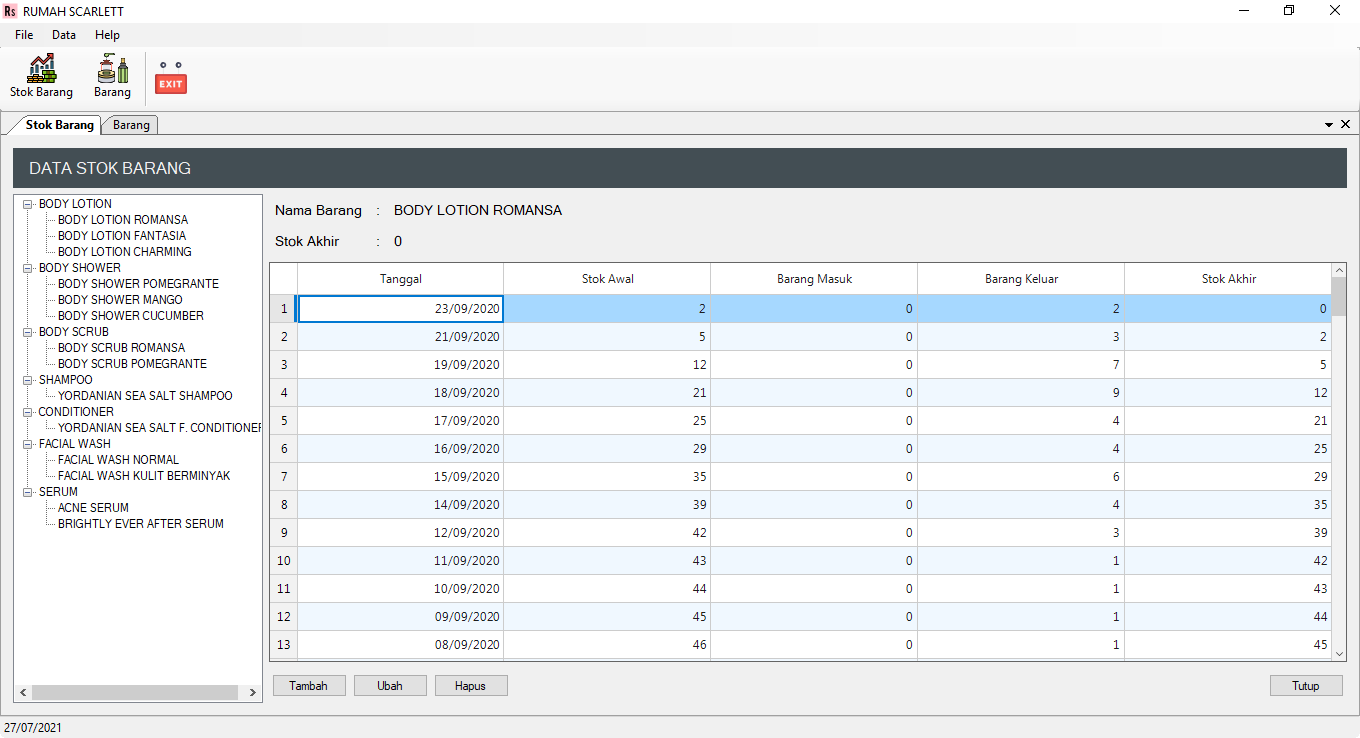 Rs RUMAH SCARLETT
File Data Help
Stok Barang Barang EXIT
Stok Barang Barang
DATA STOK BARANG
BODY LOTION
BODY LOTION ROMANSA
BODY LOTION FANTASIA
BODY LOTION CHARMING
BODY SHOWER
BODY SHOWER POMEGRANTE
BODY SHOWER MANGO
BODY SHOWER CUCUMBER
BODY SCRUB
BODY SCRUB ROMANSA
BODY SCRUB POMEGRANTE
SHAMPOO
YORDANIAN SEA SALT SHAMPOO
CONDITIONER
YORDANIAN SEA SALT F. CONDITIONER
FACIAL WASH
FACIAL WASH NORMAL
FACIAL WASH KULIT BERMINYAK
SERUM
ACNE SERUM
BRIGHTLY EVER AFTER SERUM
Nama Barang : BODY LOTION ROMANSA
Stok Akhir : 0
Tanggal Stok Awal Barang Masuk Barang Keluar Stok Akhir
1 23/09/2020 2 0 2 0
2 21/09/2020 5 0 3 2
3 19/09/2020 12 0 7 5
4 18/09/2020 21 0 9 12
5 17/09/2020 25 0 4 21
6 16/09/2020 29 0 4 25
7 15/09/2020 35 0 6 29
8 14/09/2020 39 0 4 35
9 12/09/2020 42 0 3 39
10 11/09/2020 43 0 1 42
11 10/09/2020 44 0 1 43
12 09/09/2020 45 0 1 44
13 08/09/2020 46 0 1 45
Tambah Ubah Hapus Tutup
27/07/2021